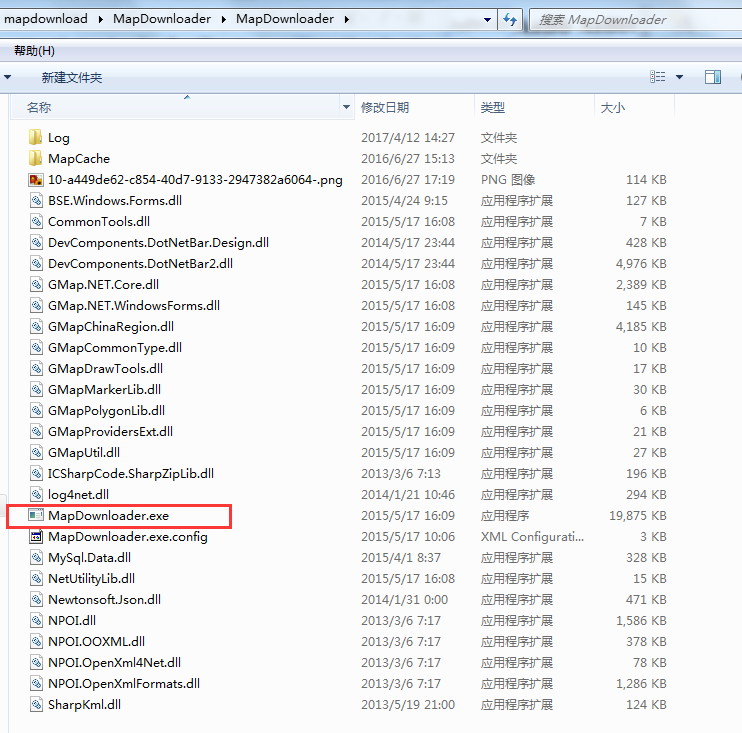 mapdownload MapDownloader MapDownloader 搜索 MapDownloader
帮助(H)
新建文件夹
名称 修改日期 类型 大小
Log 2017/4/12 14:27 文件夹
MapCache 2016/6/27 15:13 文件夹
10-a449de62-c854-40d7-9133-2947382a6064-.png 2016/6/27 17:19 PNG 图像 114 KB
BSE.Windows.Forms.dll 2015/4/24 9:15 应用程序扩展 127 KB
CommonTools.dll 2015/5/17 16:08 应用程序扩展 7 KB
DevComponents.DotNetBar.Design.dll 2014/5/17 23:44 应用程序扩展 428 KB
DevComponents.DotNetBar2.dll 2014/5/17 23:44 应用程序扩展 4,976 KB
GMap.NET.Core.dll 2015/5/17 16:08 应用程序扩展 2,389 KB
GMap.NET.WindowsForms.dll 2015/5/17 16:08 应用程序扩展 145 KB
GMapChinaRegion.dll 2015/5/17 16:09 应用程序扩展 4,185 KB
GMapCommonType.dll 2015/5/17 16:09 应用程序扩展 10 KB
GMapDrawTools.dll 2015/5/17 16:09 应用程序扩展 17 KB
GMapMarkerLib.dll 2015/5/17 16:09 应用程序扩展 30 KB
GMapPolygonLib.dll 2015/5/17 16:09 应用程序扩展 6 KB
GMapProvidersExt.dll 2015/5/17 16:09 应用程序扩展 21 KB
GMapUtil.dll 2015/5/17 16:09 应用程序扩展 27 KB
ICSharpCode.SharpZipLib.dll 2013/3/6 7:13 应用程序扩展 196 KB
log4net.dll 2014/1/21 10:46 应用程序扩展 294 KB
MapDownloader.exe 2015/5/17 16:09 应用程序 19,875 KB
MapDownloader.exe.config 2015/5/17 10:06 XML Configurati... 3 KB
MySql.Data.dll 2015/4/1 8:37 应用程序扩展 328 KB
NetUtilityLib.dll 2015/5/17 16:08 应用程序扩展 15 KB
Newtonsoft.Json.dll 2014/1/31 0:00 应用程序扩展 471 KB
NPOI.dll 2013/3/6 7:17 应用程序扩展 1,586 KB
NPOI.OOXML.dll 2013/3/6 7:17 应用程序扩展 378 KB
NPOI.OpenXml4Net.dll 2013/3/6 7:17 应用程序扩展 78 KB
NPOI.OpenXmlFormats.dll 2013/3/6 7:17 应用程序扩展 1,286 KB
SharpKml.dll 2013/5/19 21:00 应用程序扩展 124 KB